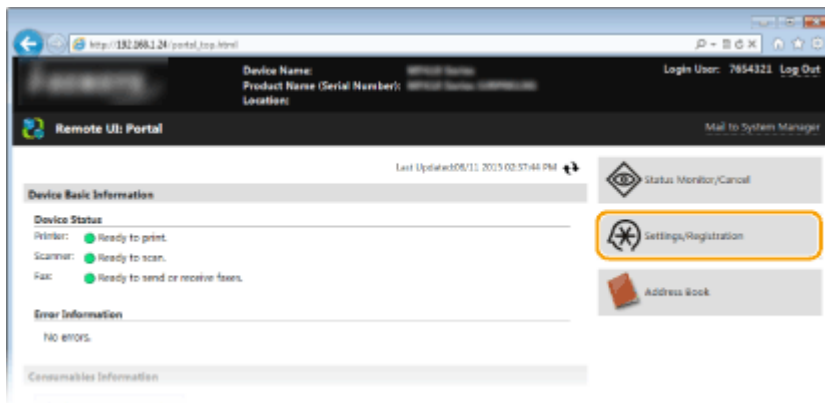 http://192.168.1.24/portal_top.html
Device Name:
Product Name (Serial Number):
Location:
Login User: 7654321 Log Out
Remote UI: Portal
Mail to System Manager
Last Updated:08/11 2015 02:37:44 PM
Device Basic Information
Device Status
Printer: Ready to print.
Scanner: Ready to scan.
Fax: Ready to send or receive faxes.
Error Information
No errors.
Consumables Information
Status Monitor/Cancel
Settings/Registration
Address Book